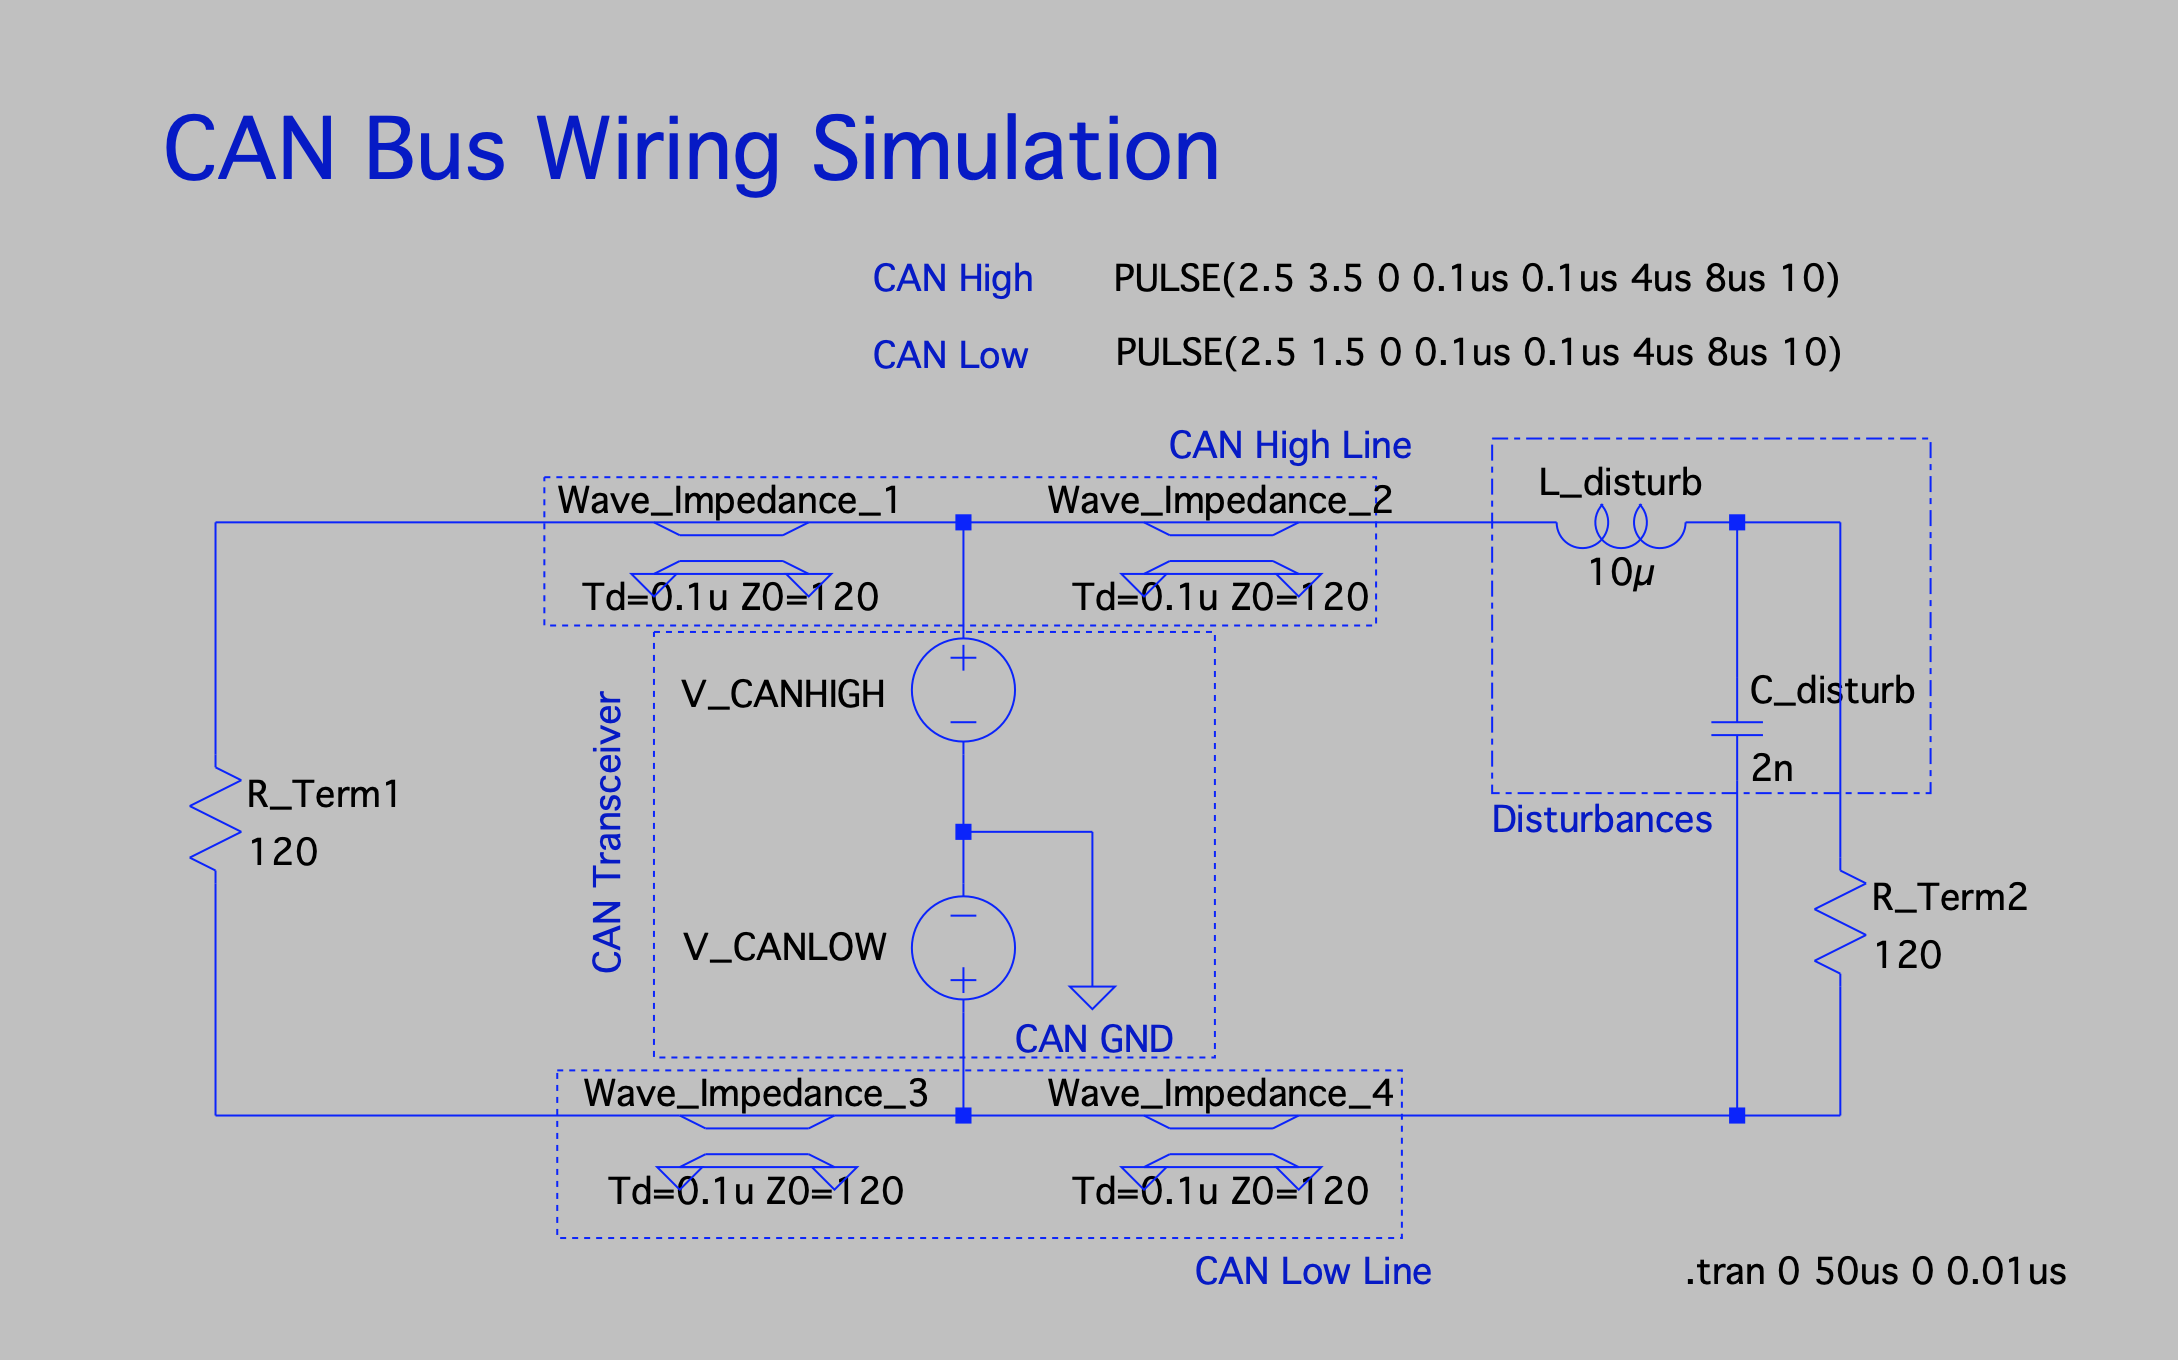 CAN Bus Wiring Simulation
CAN High PULSE(2.5 3.5 0 0.1us 0.1us 4us 8us 10)
CAN Low PULSE(2.5 1.5 0 0.1us 0.1us 4us 8us 10)
CAN High Line
Wave_Impedance_1
Td=0.1u Z0=120
Wave_Impedance_2
Td=0.1u Z0=120
L_disturb
10µ
C_disturb
2n
Disturbances
R_Term1
120
CAN Transceiver
V_CANHIGH
V_CANLOW
CAN GND
R_Term2
120
Wave_Impedance_3
Td=0.1u Z0=120
Wave_Impedance_4
Td=0.1u Z0=120
CAN Low Line
.tran 0 50us 0 0.01us